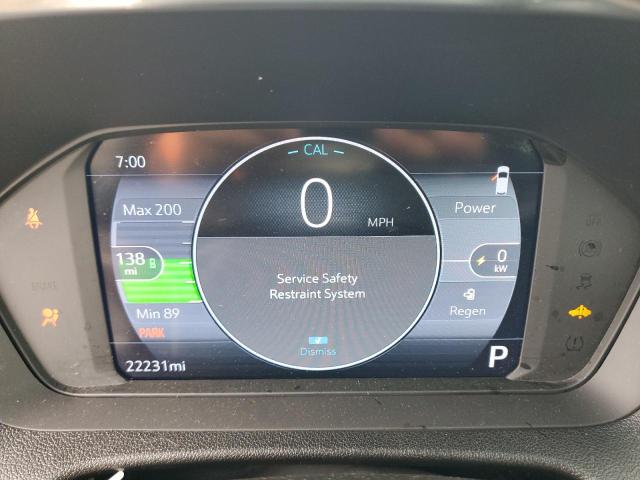 7:00
CAL
Max 200
0
MPH
Power
138
mi
0
kW
Service Safety
Restraint System
BRAKE
Min 89
Regen
PARK
Dismiss
22231mi
P